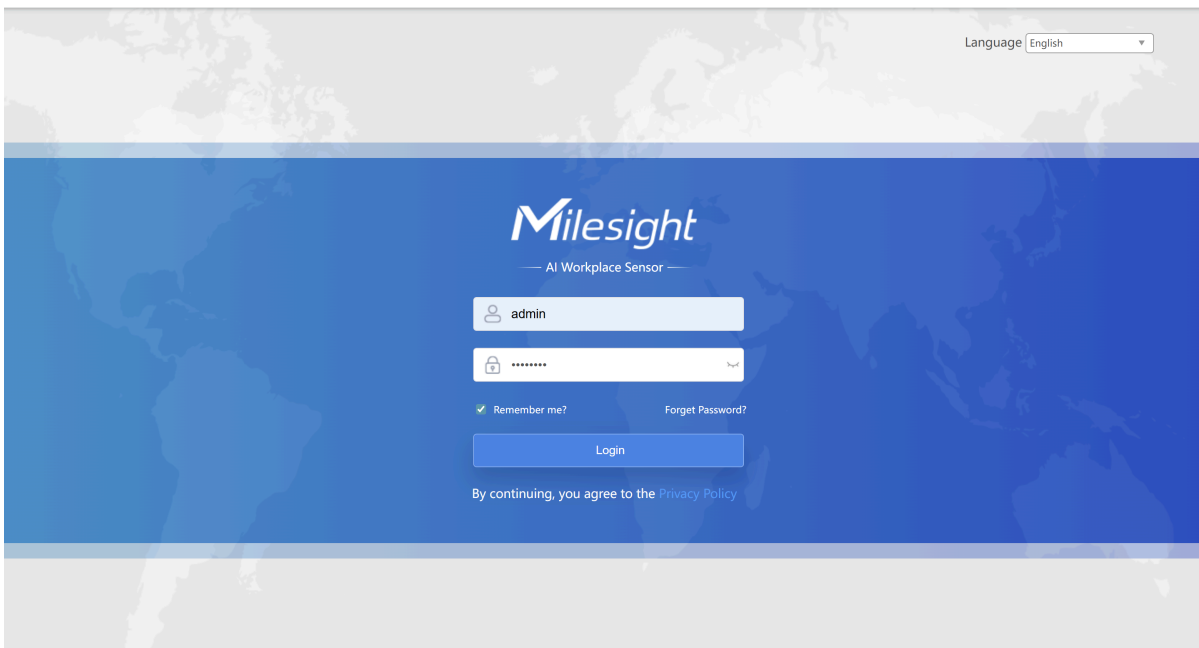 Language English
Milesight
AI Workplace Sensor
admin
••••••••
Remember me? Forget Password?
Login
By continuing, you agree to the Privacy Policy